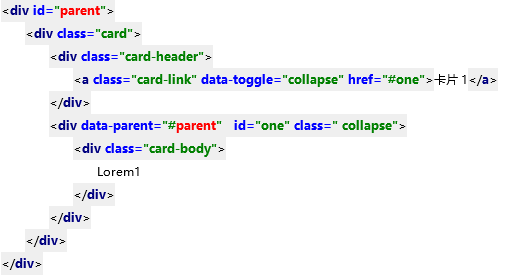 <div id="parent">
<div class="card">
<div class="card-header">
<a class="card-link" data-toggle="collapse" href="#one">卡片 1</a>
</div>
<div data-parent="#parent"   id="one" class=" collapse">
<div class="card-body">
Lorem1
</div>
</div>
</div>
</div>